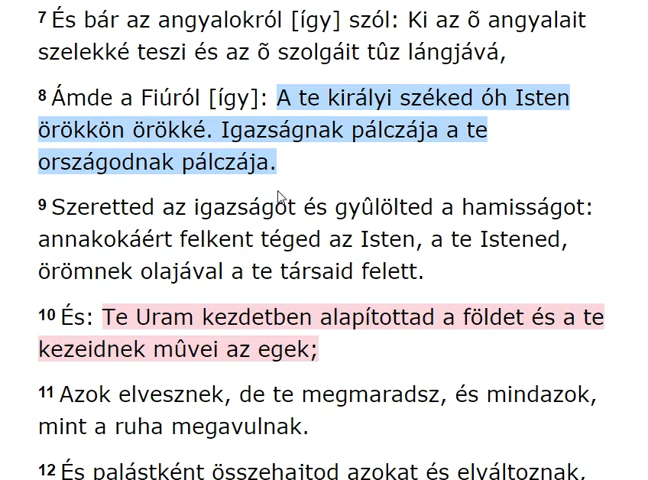 7 És bár az angyalokról [így] szól: Ki az õ angyalait
szelekké teszi és az õ szolgáit tûz lángjává,
8 Ámde a Fiúról [így]: A te királyi széked óh Isten
örökkön örökké. Igazságnak pálczája a te
országodnak pálczája.
9 Szeretted az igazságot és gyûlölted a hamisságot:
annakokáért felkent téged az Isten, a te Istened,
örömnek olajával a te társaid felett.
10 És: Te Uram kezdetben alapítottad a földet és a te
kezeidnek mûvei az egek;
11 Azok elvesznek, de te megmaradsz, és mindazok,
mint a ruha megavulnak.
12 És palástként összehajtod azokat és elváltoznak,